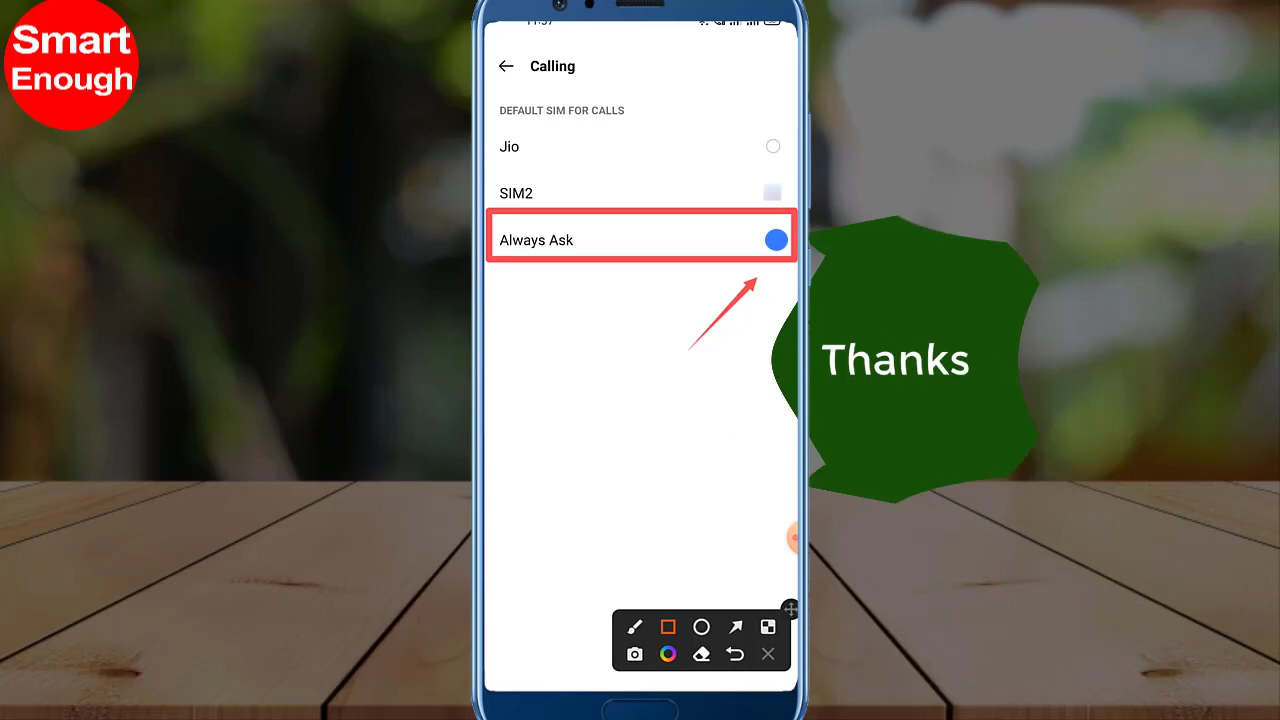 Smart
Enough
Calling
DEFAULT SIM FOR CALLS
Jio
SIM2
Always Ask
Thanks